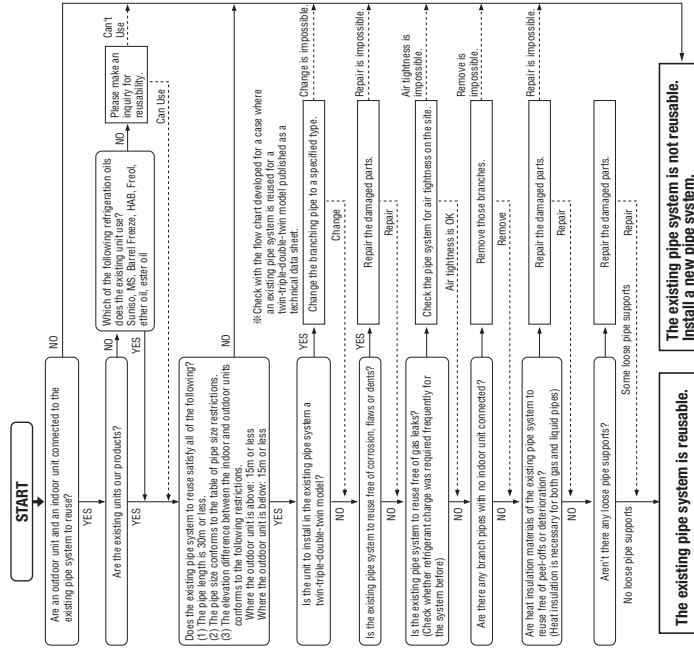 START
Are an outdoor unit and an indoor unit connected to the
existing pipe system to reuse?
NO
YES
Are the existing units our products?
NO
YES
Which of the following refrigeration oils
does the existing unit use?
Suniso, MS, Barrel Freeze, HAB, Freol,
ether oil, ester oil
NO
YES
Please make an
inquiry for
reusability.
Can't
Use
Can Use
Does the existing pipe system to reuse satisfy all of the following?
(1) The pipe length is 30m or less.
(2) The pipe size conforms to the table of pipe size restrictions.
(3) The elevation difference between the indoor and outdoor units
conforms to the following restrictions.
Where the outdoor unit is above: 15m or less
Where the outdoor unit is below: 15m or less
NO
YES
※Check with the flow chart developed for a case where
an existing pipe system is reused for a
twin-triple-double-twin model published as a
technical data sheet.
Is the unit to install in the existing pipe system a
twin-triple-double-twin model?
YES
Change the branching pipe to a specified type.
Change is impossible.
Change
NO
Is the existing pipe system to reuse free of corrosion, flaws or dents?
YES
Repair the damaged parts.
Repair is impossible.
Repair
NO
Is the existing pipe system to reuse free of gas leaks?
(Check whether refrigerant charge was required frequently for
the system before)
Check the pipe system for air tightness on the site.
Air tightness is
impossible.
Air tightness is OK
NO
Are there any branch pipes with no indoor unit connected?
Remove those branches.
Remove is
impossible.
Remove
NO
Are heat insulation materials of the existing pipe system to
reuse free of peel-offs or deterioration?
(Heat insulation is necessary for both gas and liquid pipes)
Repair the damaged parts.
Repair is impossible.
Repair
NO
Aren't there any loose pipe supports?
Repair the damaged parts.
No loose pipe supports
Some loose pipe supports
Repair
The existing pipe system is reusable.
The existing pipe system is not reusable.
Install a new pipe system.